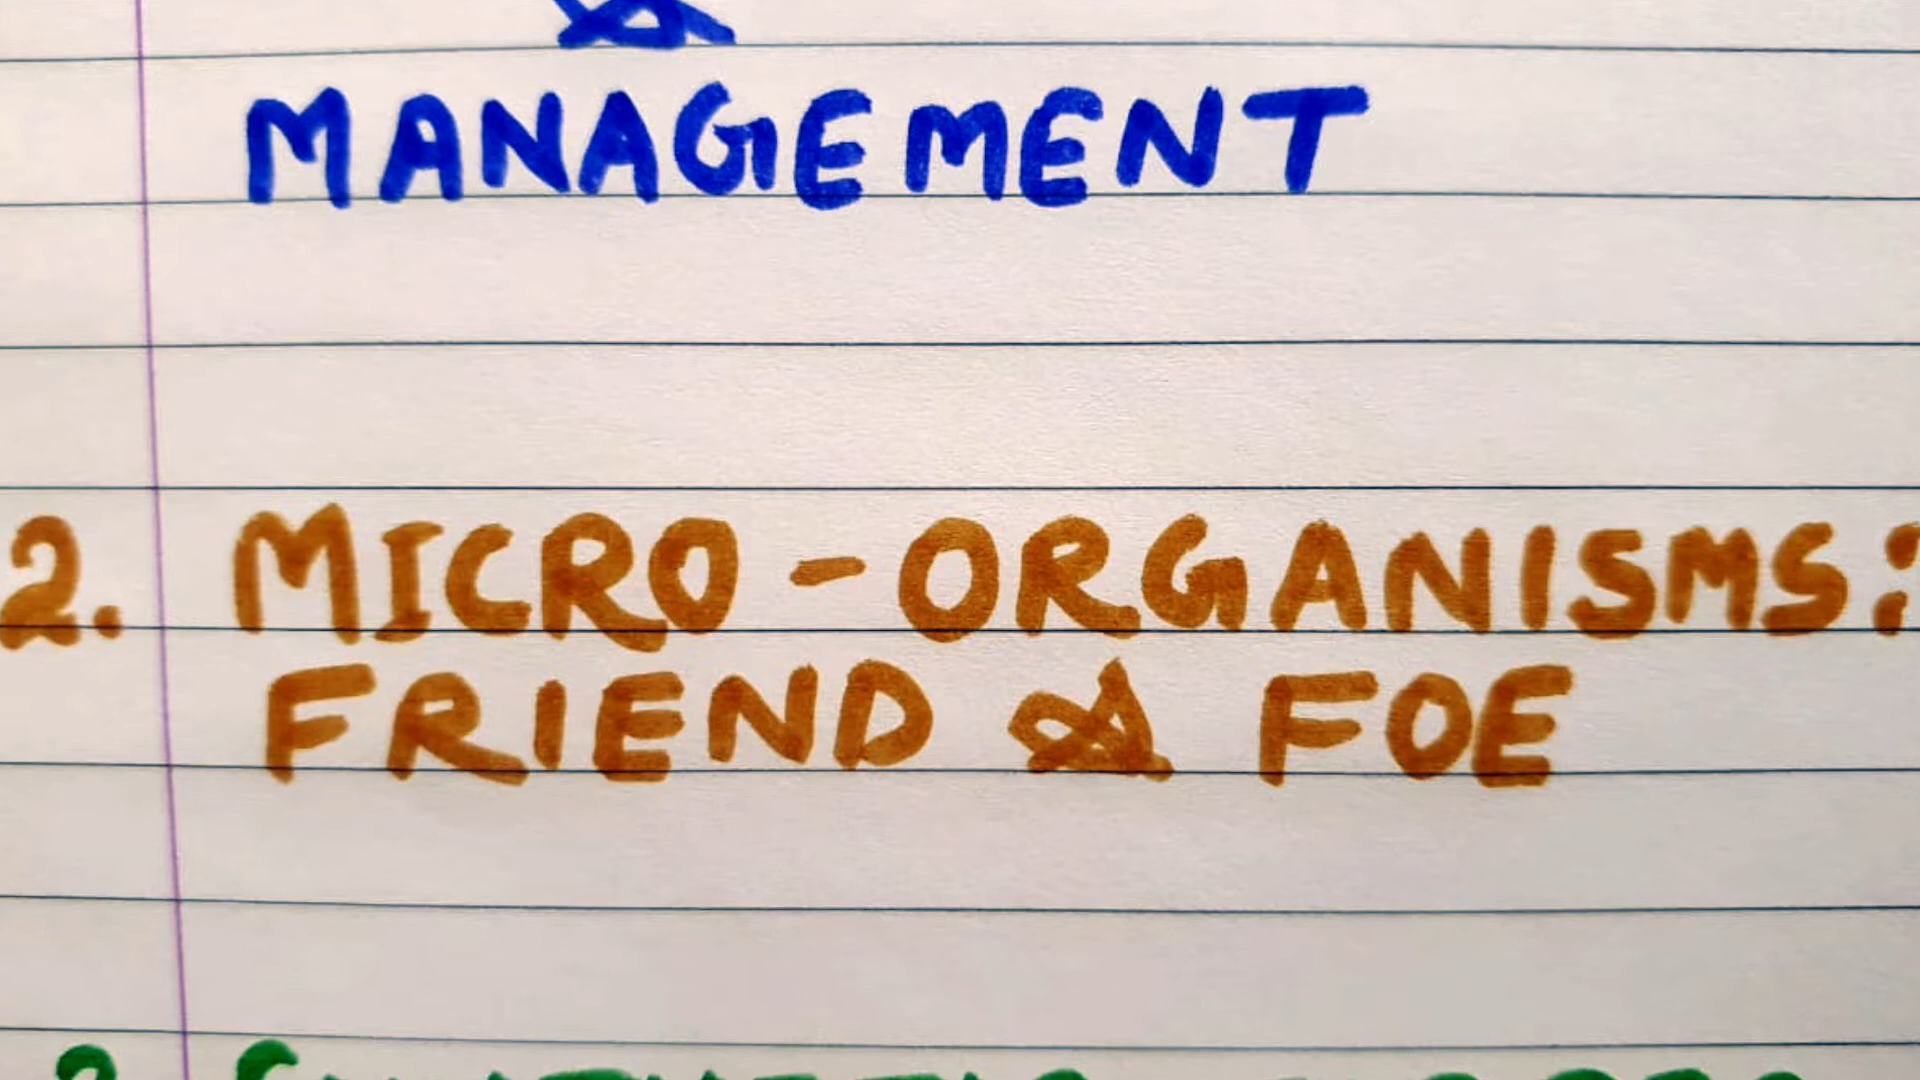 &
MANAGEMENT
2. MICRO-ORGANISMS:
FRIEND & FOE